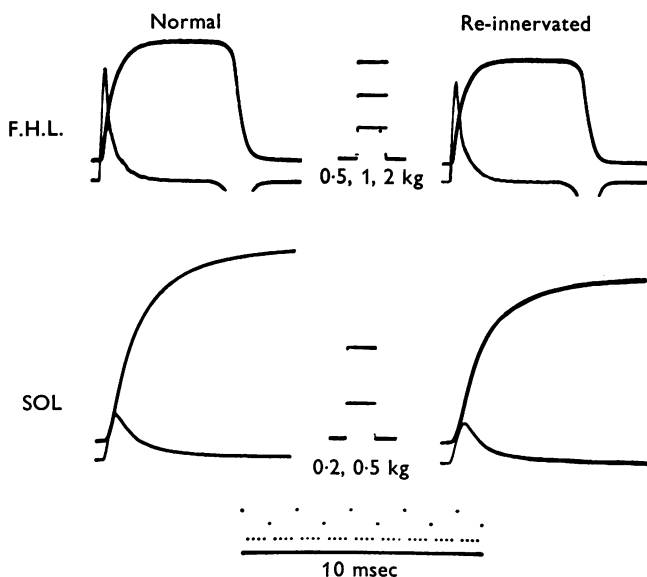 Normal
Re-innervated
F.H.L.
0·5, 1, 2 kg
SOL
0·2, 0·5 kg
10 msec